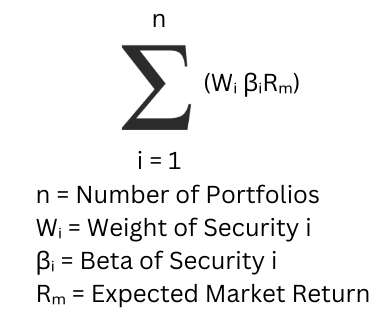 n
∑ (Wᵢ βᵢRₘ)
i = 1
n = Number of Portfolios
Wᵢ = Weight of Security i
βᵢ = Beta of Security i
Rₘ = Expected Market Return